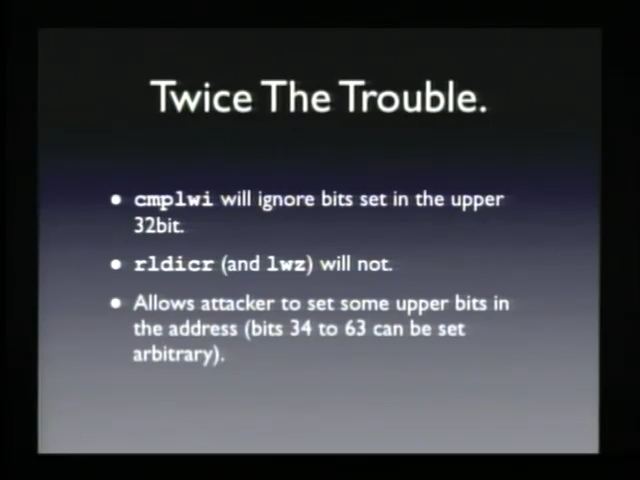 Twice The Trouble.
• cmplwi will ignore bits set in the upper
32bit.
• rldicr (and lwz) will not.
• Allows attacker to set some upper bits in
the address (bits 34 to 63 can be set
arbitrary).